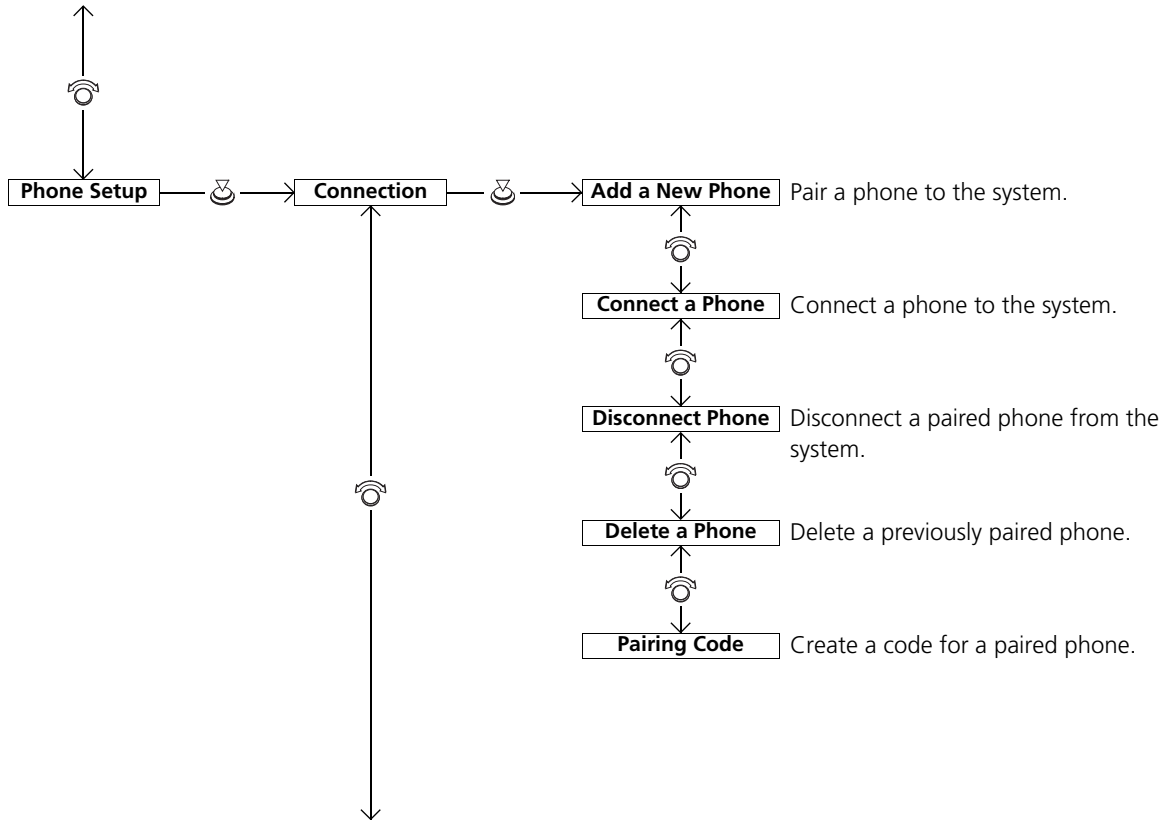 Phone Setup
Connection
Add a New Phone
Pair a phone to the system.
Connect a Phone
Connect a phone to the system.
Disconnect Phone
Disconnect a paired phone from the
system.
Delete a Phone
Delete a previously paired phone.
Pairing Code
Create a code for a paired phone.